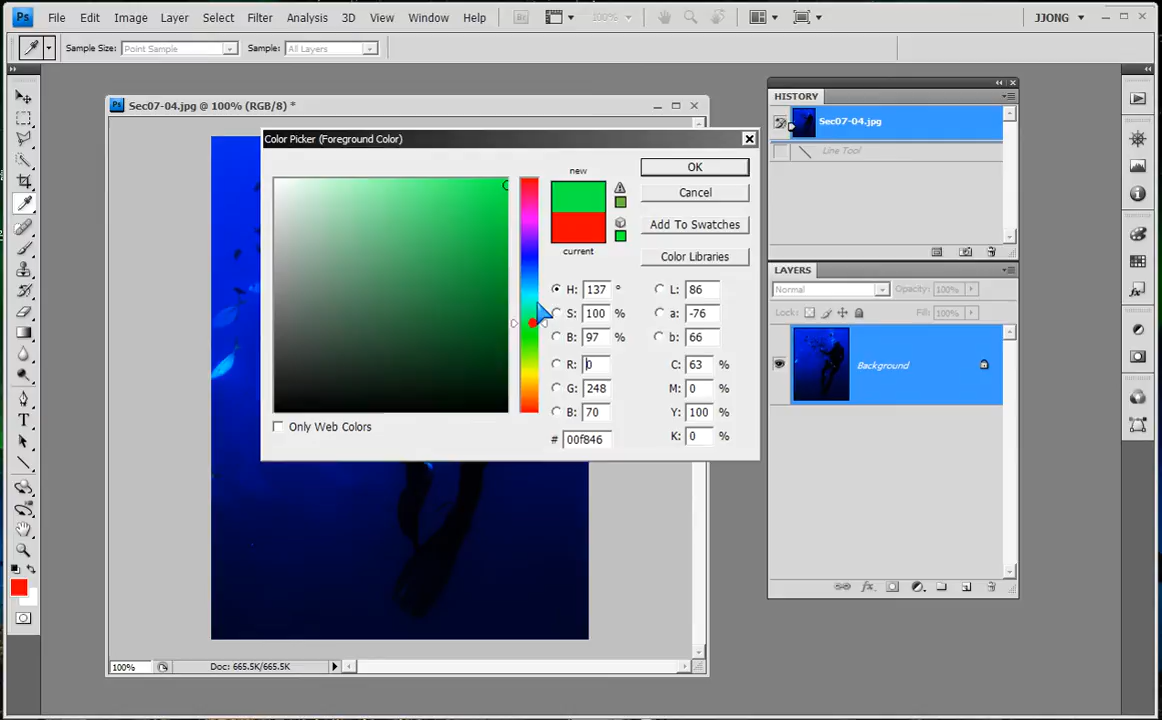 Ps File Edit Image Layer Select Filter Analysis 3D View Window Help Br 100% JJONG
Sample Size: Point Sample Sample: All Layers
Sec07-04.jpg @ 100% (RGB/8) *
HISTORY
Sec07-04.jpg
Line Tool
Color Picker (Foreground Color)
new
current
OK
Cancel
Add To Swatches
Color Libraries
H: 137 °
S: 100 %
B: 97 %
R: 0
G: 248
B: 70
# 00f846
L: 86
a: -76
b: 66
C: 63 %
M: 0 %
Y: 100 %
K: 0 %
Only Web Colors
LAYERS
Normal Opacity: 100%
Lock: Fill: 100%
Background
100% Doc: 665.5K/665.5K